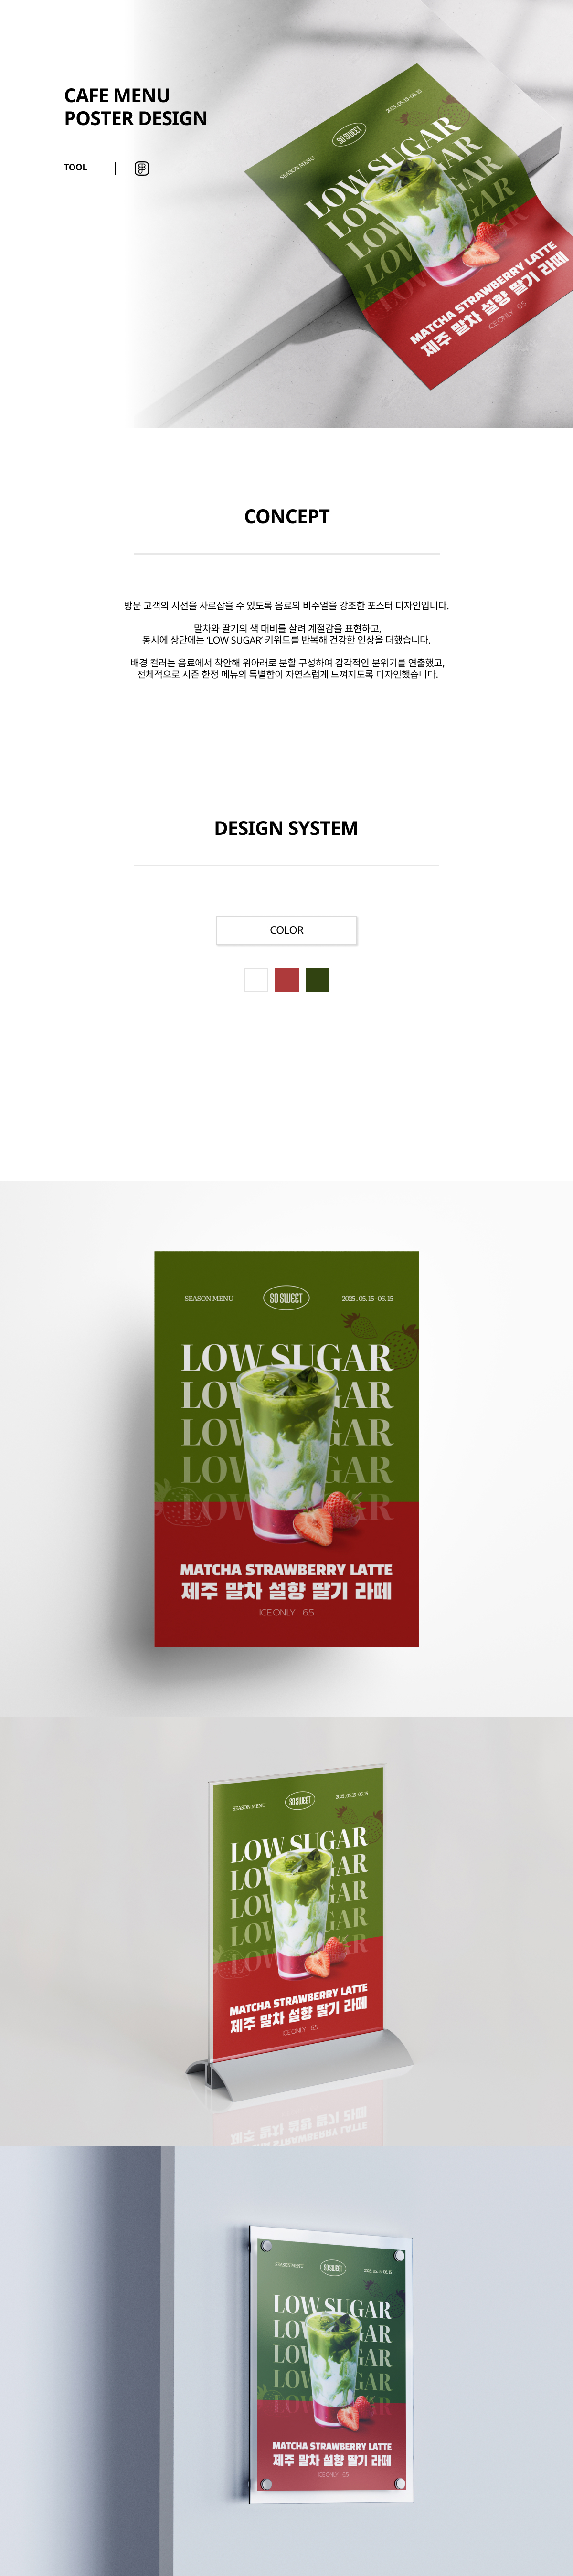 CAFE MENU
POSTER DESIGN
TOOL
SEASON MENU
SO SWEET
2025.05.15-06.15
LOW SUGAR
LOW SUGAR
LOW SUGAR
LOW SUGAR
LOW SUGAR
MATCHA STRAWBERRY LATTE
제주 말차 설향 딸기 라떼
ICE ONLY 6.5
CONCEPT
방문 고객의 시선을 사로잡을 수 있도록 음료의 비주얼을 강조한 포스터 디자인입니다.
말차와 딸기의 색 대비를 살려 계절감을 표현하고,
동시에 상단에는 ‘LOW SUGAR’ 키워드를 반복해 건강한 인상을 더했습니다.
배경 컬러는 음료에서 착안해 위아래로 분할 구성하여 감각적인 분위기를 연출했고,
전체적으로 시즌 한정 메뉴의 특별함이 자연스럽게 느껴지도록 디자인했습니다.
DESIGN SYSTEM
COLOR
SEASON MENU
SO SWEET
2025.05.15-06.15
LOW SUGAR
LOW GAR
LOW GAR
LOW GAR
LOW GAR
MATCHA STRAWBERRY LATTE
제주 말차 설향 딸기 라떼
ICE ONLY 6.5
SEASON MENU
SO SWEET
2025.05.15-06.15
LOW SUGAR
LOW GAR
LOW GAR
LOW GAR
LOW GAR
MATCHA STRAWBERRY LATTE
제주 말차 설향 딸기 라떼
ICE ONLY 6.5
SEASON MENU
SO SWEET
2025.05.15-06.15
LOW SUGAR
LOW GAR
LOW GAR
LOW GAR
LOW GAR
MATCHA STRAWBERRY LATTE
제주 말차 설향 딸기 라떼
ICE ONLY 6.5